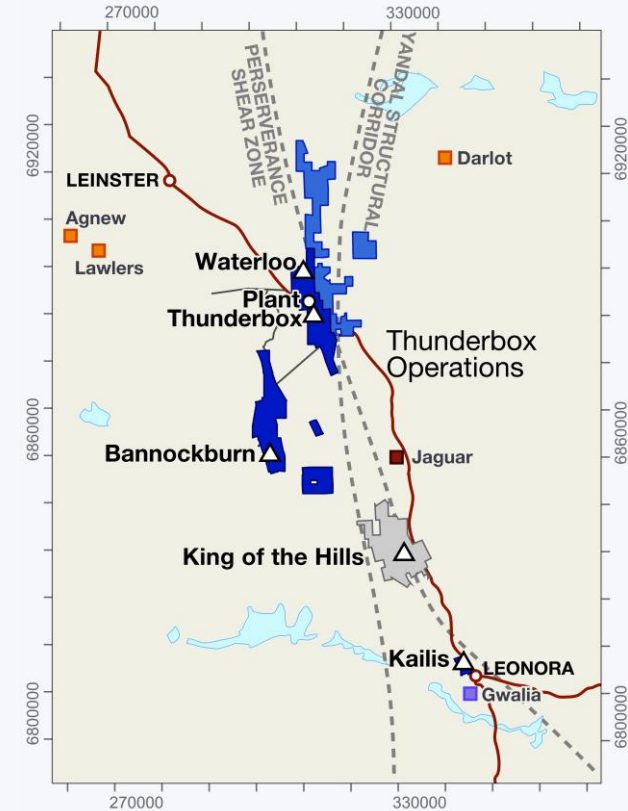 270000
330000
PERSERVERANCE
SHEAR ZONE
YANDAL STRUCTURAL
CORRIDOR
6920000
6920000
Darlot
LEINSTER
Agnew
Lawlers
Waterloo
Plant
Thunderbox
Thunderbox
Operations
6860000
6860000
Bannockburn
Jaguar
King of the Hills
Kailis
LEONORA
Gwalia
6800000
6800000
270000
330000